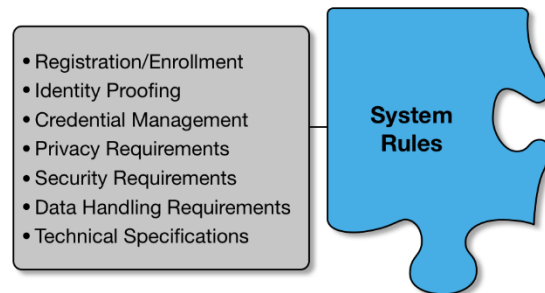 • Registration/Enrollment
• Identity Proofing
• Credential Management
• Privacy Requirements
• Security Requirements
• Data Handling Requirements
• Technical Specifications
System
Rules